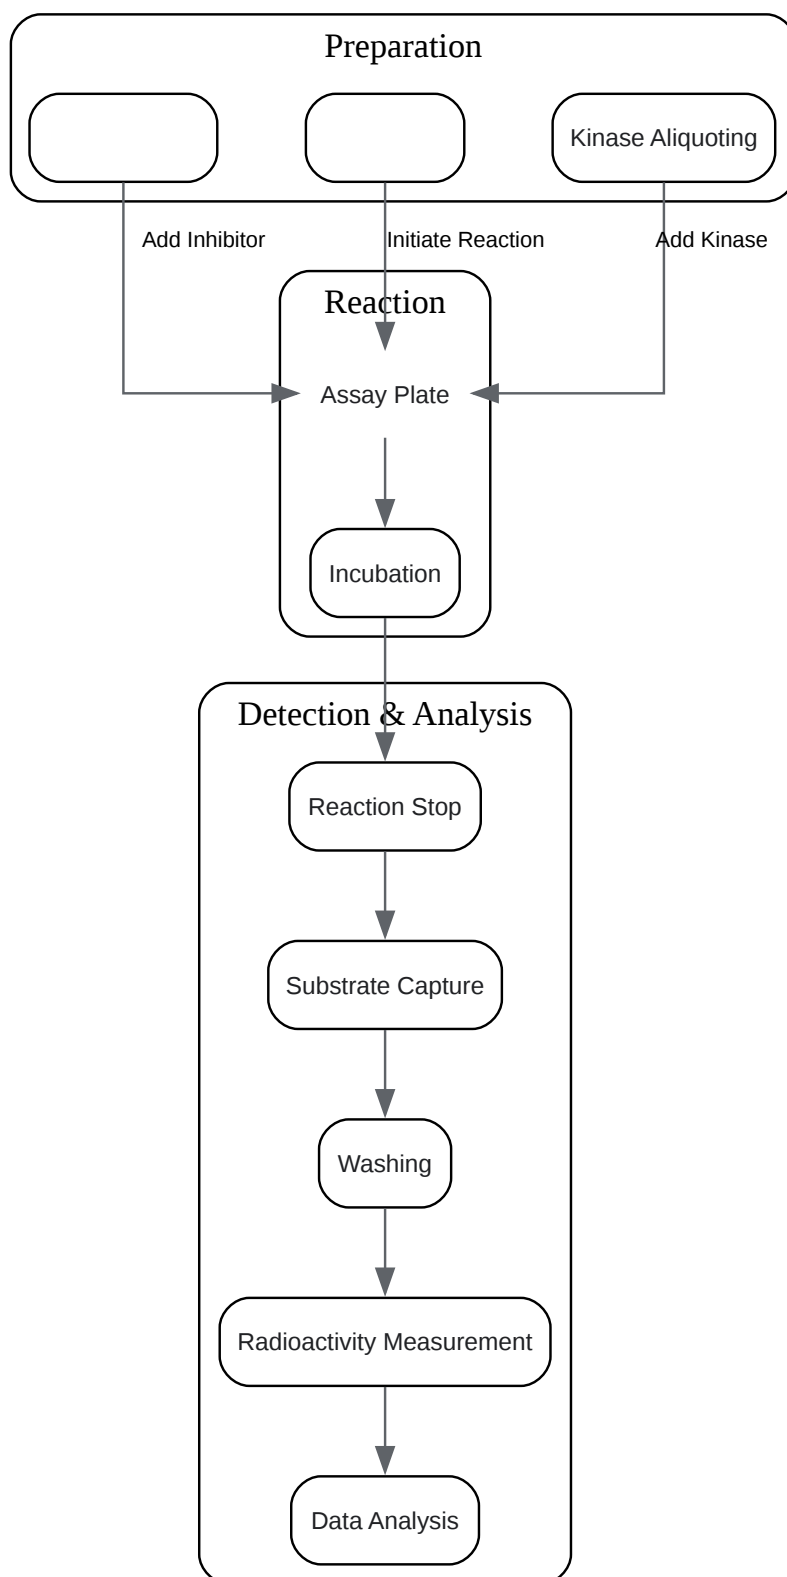 Preparation
Kinase Aliquoting
Add Inhibitor
Initiate Reaction
Add Kinase
Reaction
Assay Plate
Incubation
Detection & Analysis
Reaction Stop
Substrate Capture
Washing
Radioactivity Measurement
Data Analysis